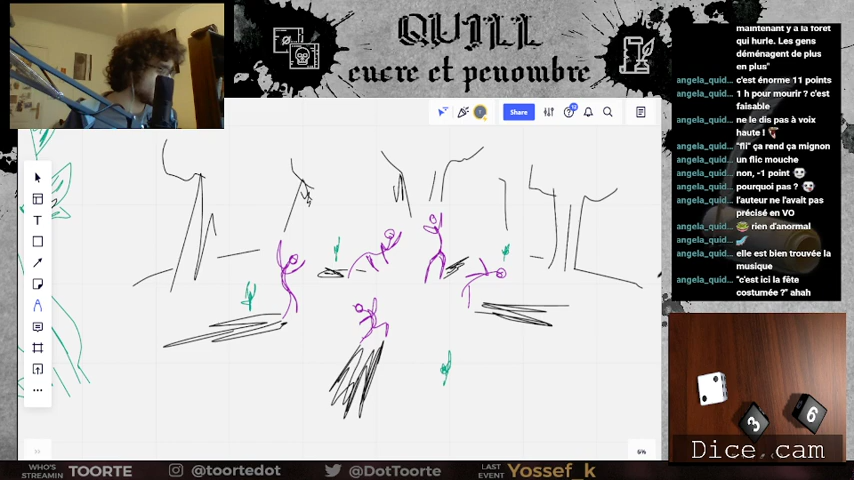 QUILL
encre et penombre
Share
maintenant y a la forêt
qui hurle. Les gens
déménagent de plus
en plus"
angela_quid... c'est énorme 11 points
angela_quid... 1 h pour mourir ? c'est
faisable
angela_quid... ne le dis pas à voix
haute !
angela_quid... "fli" ça rend ça mignon
angela_quid... un flic mouche
angela_quid... non, -1 point
angela_quid... pourquoi pas ?
angela_quid... l'auteur ne l'avait pas
précisé en VO
angela_quid... rien d'anormal
angela_quid...
angela_quid... elle est bien trouvée la
musique
angela_quid... "c'est ici la fête
costumée ?" ahah
T
6%
3
6
Dice.cam
WHO'S
STREAMIN
TOORTE
@toortedot
@DotToorte
LAST
EVENT
Yossef_k